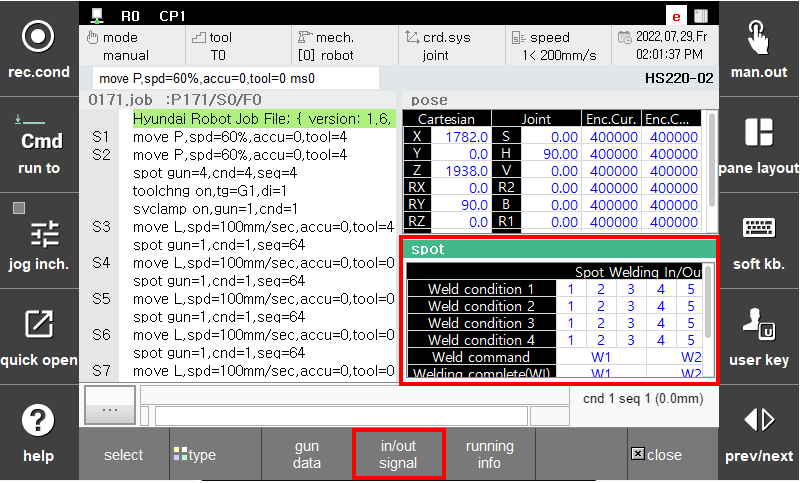 R0 CP1
e
rec.cond
mode
manual
tool
T0
mech.
[0] robot
crd.sys
joint
speed
1< 200mm/s
2022,07,29,Fr
02:01:37 PM
man.out
move P,spd=60%,accu=0,tool=0 ms0
HS220-02
0171.job :P171/S0/F0
pose
Hyundai Robot Job File; { version: 1,6,
S1 move P,spd=60%,accu=0,tool=4
S2 move P,spd=60%,accu=0,tool=4
spot gun=4,cnd=4,seq=4
toolchng on,tg=G1,di=1
svclamp on,gun=1,cnd=1
S3 move L,spd=100mm/sec,accu=0,tool=4
spot gun=1,cnd=1,seq=64
S4 move L,spd=100mm/sec,accu=0,tool=0
spot gun=1,cnd=1,seq=64
S5 move L,spd=100mm/sec,accu=0,tool=0
spot gun=1,cnd=1,seq=64
S6 move L,spd=100mm/sec,accu=0,tool=0
spot gun=1,cnd=1,seq=64
S7 move L,spd=100mm/sec,accu=0,tool=0
Cartesian Joint Enc.Cur. Enc.C...
X 1782.0 S 0.00 400000 400000
Y 0.0 H 90.00 400000 400000
Z 1938.0 V 0.00 400000 400000
RX 0.0 R2 0.00 400000 400000
RY 90.0 B 0.00 400000 400000
RZ 0.0 R1 0.00 400000 400000
spot
Spot Welding In/Out
Weld condition 1 1 2 3 4 5
Weld condition 2 1 2 3 4 5
Weld condition 3 1 2 3 4 5
Weld condition 4 1 2 3 4 5
Weld command W1 W2
Welding complete(WI) W1 W2
Cmd
run to
jog inch.
quick open
help
pane layout
soft kb.
U
user key
prev/next
...
cnd 1 seq 1 (0.0mm)
select
type
gun
data
in/out
signal
running
info
close